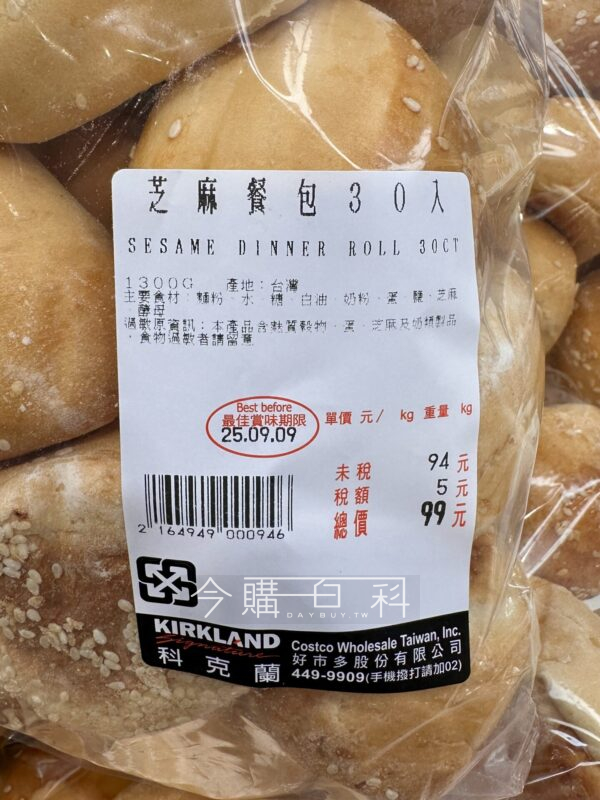 芝麻餐包30入
SESAME DINNER ROLL 30CT
1300G 產地：台灣
主要食材：麵粉、水、糖、白油、奶粉、蛋、鹽、芝麻
、酵母
過敏原資訊：本產品含麩質穀物、蛋、芝麻及奶類製品
，食物過敏者請留意
Best before
最佳賞味期限
25.09.09
單價 元/ kg 重量 kg
未稅 94元
稅額 5元
總價 99元
2 164949 000946
今購百科
DAYBUY.TW
KIRKLAND
Signature
科克蘭
Costco Wholesale Taiwan, Inc.
好市多股份有限公司
449-9909(手機撥打請加02)